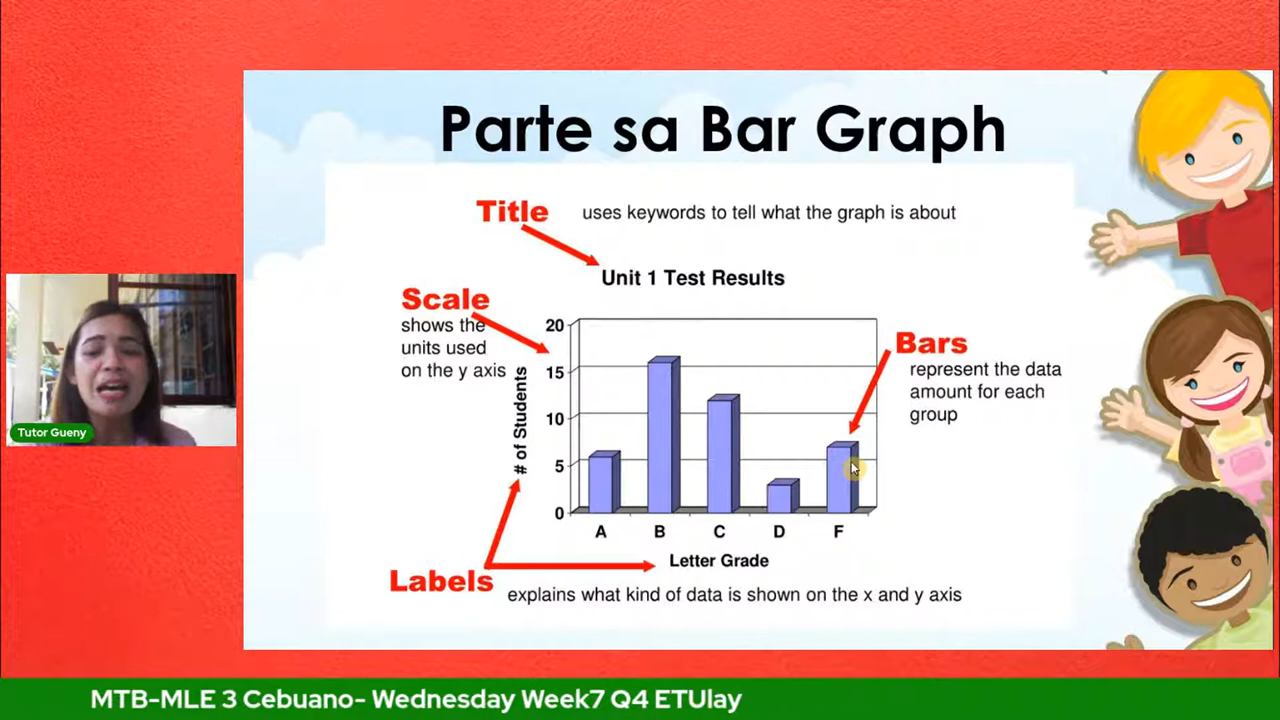 Parte sa Bar Graph
Title
uses keywords to tell what the graph is about
Unit 1 Test Results
Scale
shows the
units used
on the y axis
20
15
10
5
0
# of Students
Bars
represent the data
amount for each
group
A B C D F
Letter Grade
Labels
explains what kind of data is shown on the x and y axis
Tutor Gueny
MTB-MLE 3 Cebuano- Wednesday Week7 Q4 ETUlay